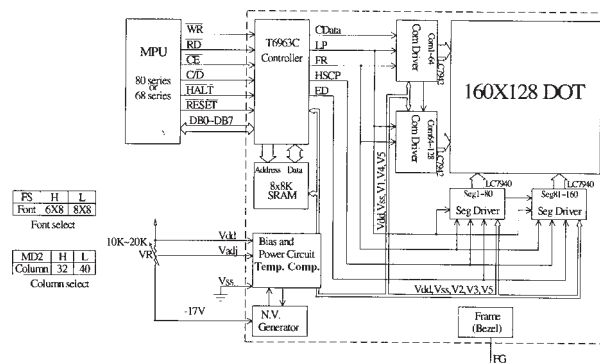 MPU
80 series
or
68 series
WR
RD
CE
C/D
HALT
RESET
DB0~DB7
T6963C
Controller
CData
LP
FR
HSCP
ED
Address Data
8x8K
SRAM
Com1~64
Com Driver
LC7942
Com64~128
Com Driver
LC7942
160X128 DOT
Vdd,Vss,V1,V4,V5
LC7940
Seg1~80
Seg Driver
LC7940
Seg81~160
Seg Driver
FS H L
Font 6X8 8X8
Font select
MD2 H L
Column 32 40
Column select
10K~20K
VR
Vdd
Vadj
Vss
-17V
Bias and
Power Circuit
Temp. Comp.
N.V.
Generator
Vdd,Vss,V2,V3,V5
Frame
(Bezel)
FG